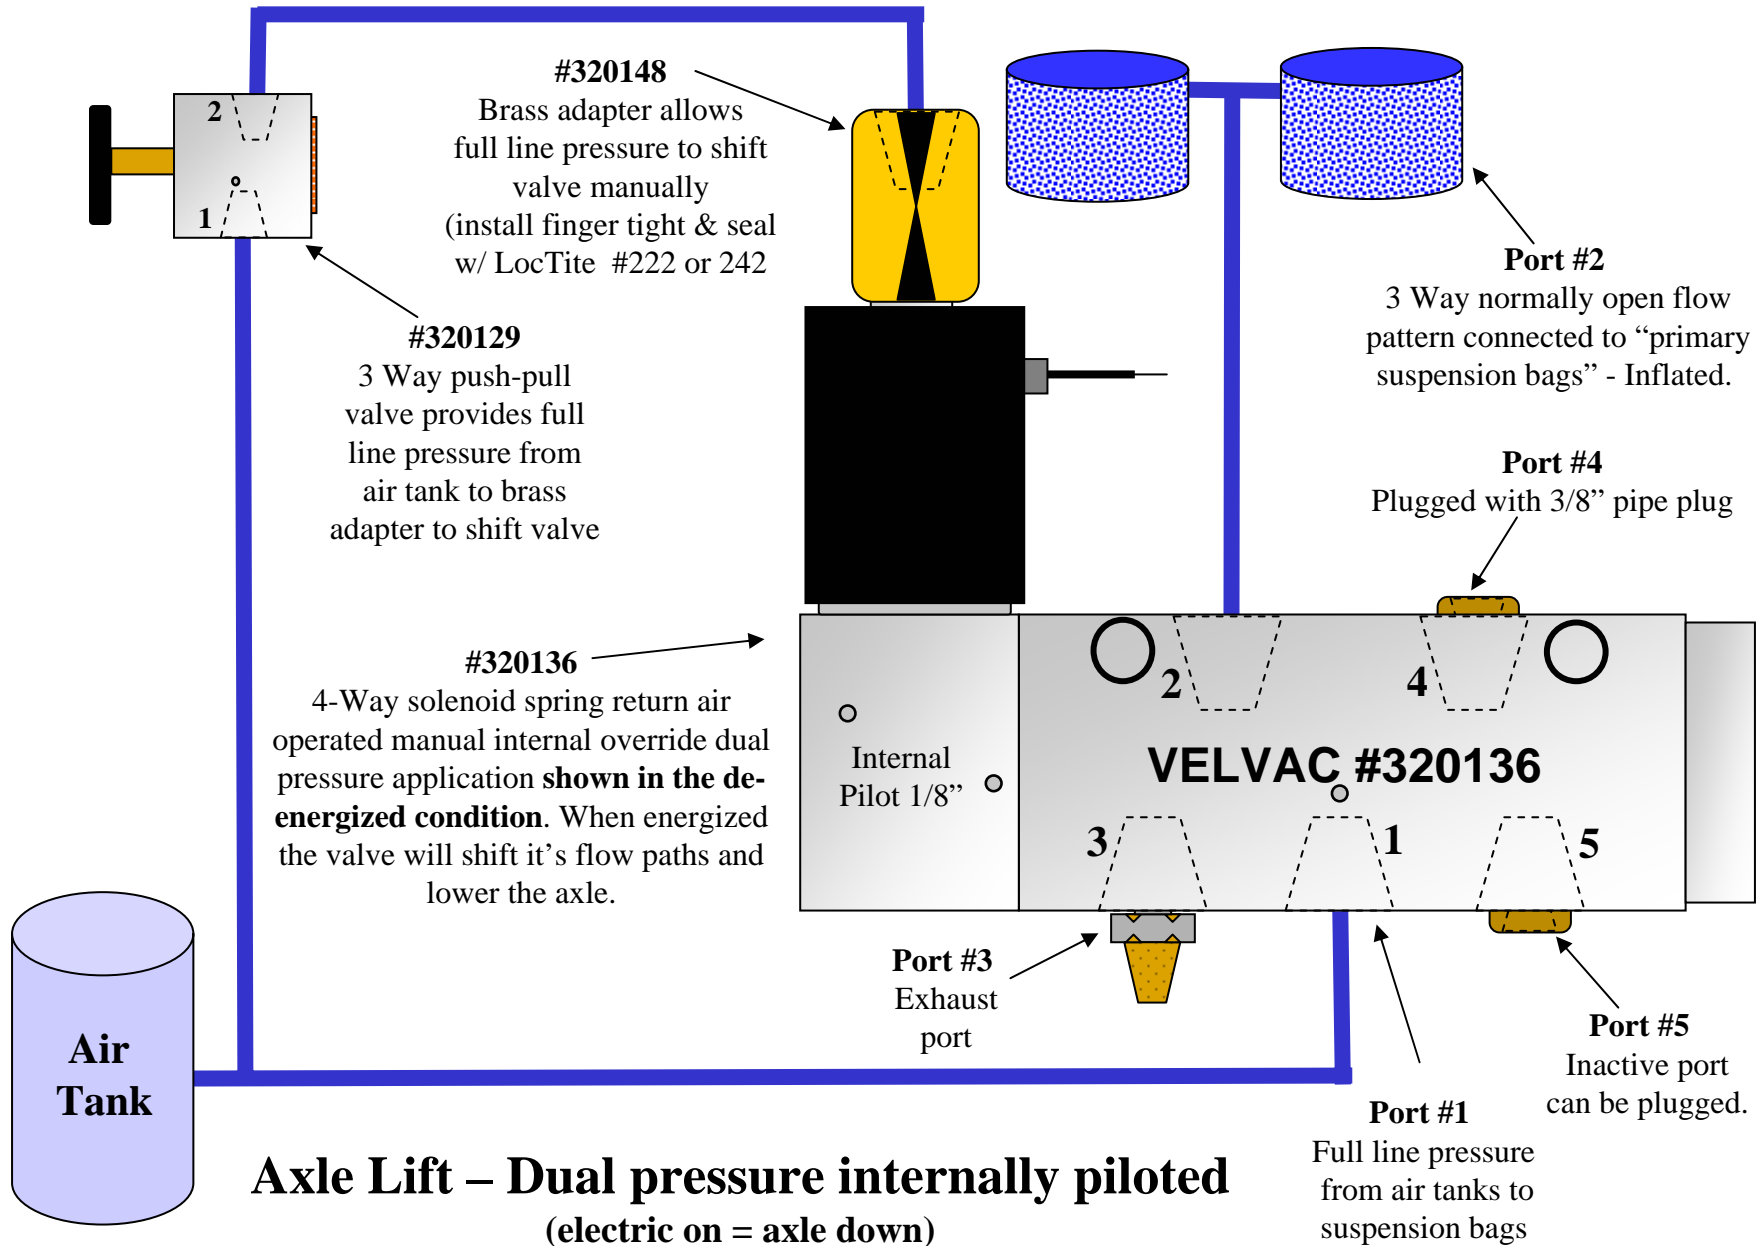 2
1
#320148
Brass adapter allows
full line pressure to shift
valve manually
(install finger tight & seal
w/ LocTite #222 or 242
#320129
3 Way push-pull
valve provides full
line pressure from
air tank to brass
adapter to shift valve
Port #2
3 Way normally open flow
pattern connected to “primary
suspension bags” - Inflated.
Port #4
Plugged with 3/8” pipe plug
#320136
4-Way solenoid spring return air
operated manual internal override dual
pressure application shown in the de-
energized condition. When energized
the valve will shift it’s flow paths and
lower the axle.
Internal
Pilot 1/8”
2
4
VELVAC #320136
3
1
5
Port #3
Exhaust
port
Port #5
Inactive port
can be plugged.
Port #1
Full line pressure
from air tanks to
suspension bags
Air
Tank
Axle Lift – Dual pressure internally piloted
(electric on = axle down)